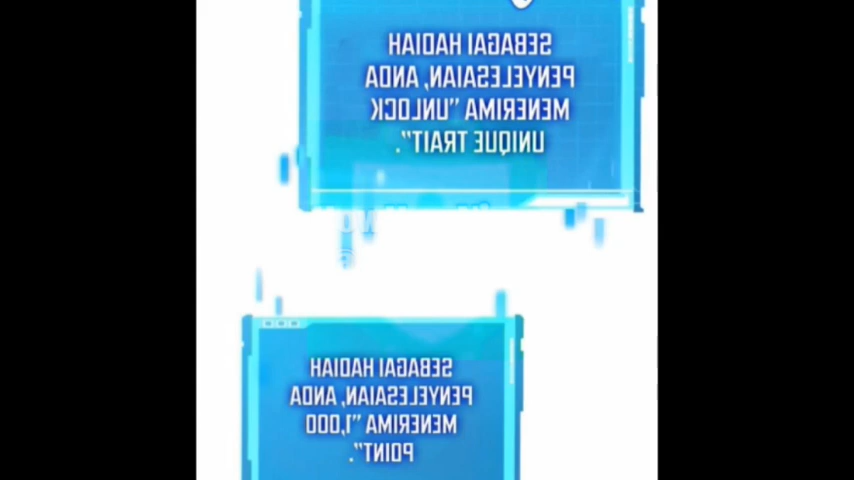 SEBAGAI HADIAH
PENYELESAIAN, ANDA
MENERIMA "UNLOCK
UNIQUE TRAIT".
SEBAGAI HADIAH
PENYELESAIAN, ANDA
MENERIMA "1,000
POINT".